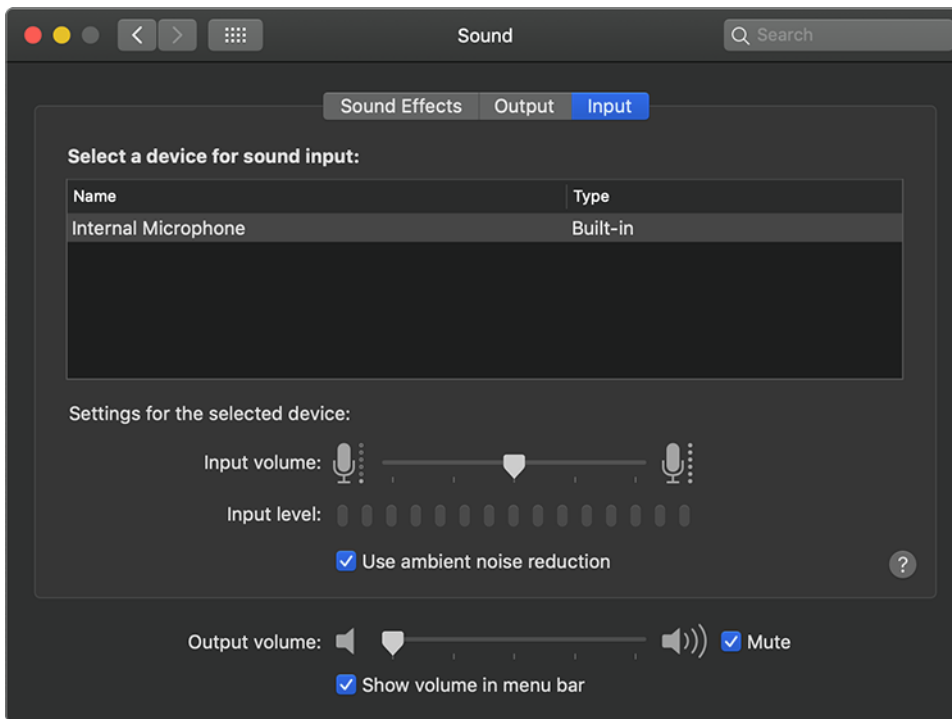 Sound
Search
Sound Effects Output Input
Select a device for sound input:
Name Type
Internal Microphone Built-in
Settings for the selected device:
Input volume:
Input level:
Use ambient noise reduction
?
Output volume: Mute
Show volume in menu bar